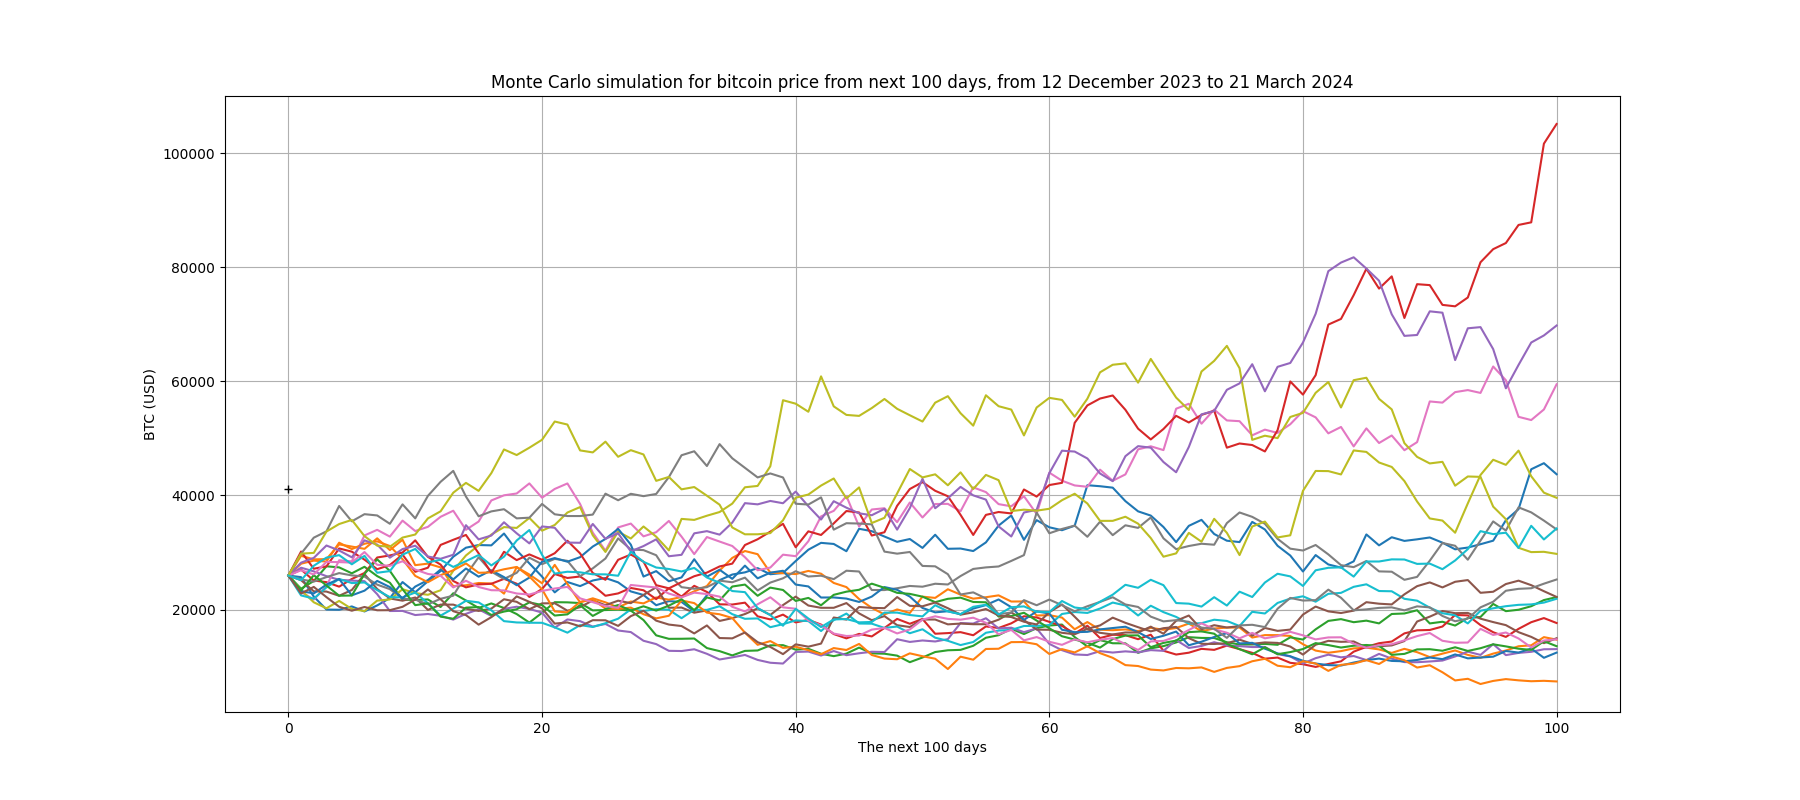 Monte Carlo simulation for bitcoin price from next 100 days, from 12 December 2023 to 21 March 2024
100000
80000
60000
40000
20000
BTC (USD)
0 20 40 60 80 100
The next 100 days